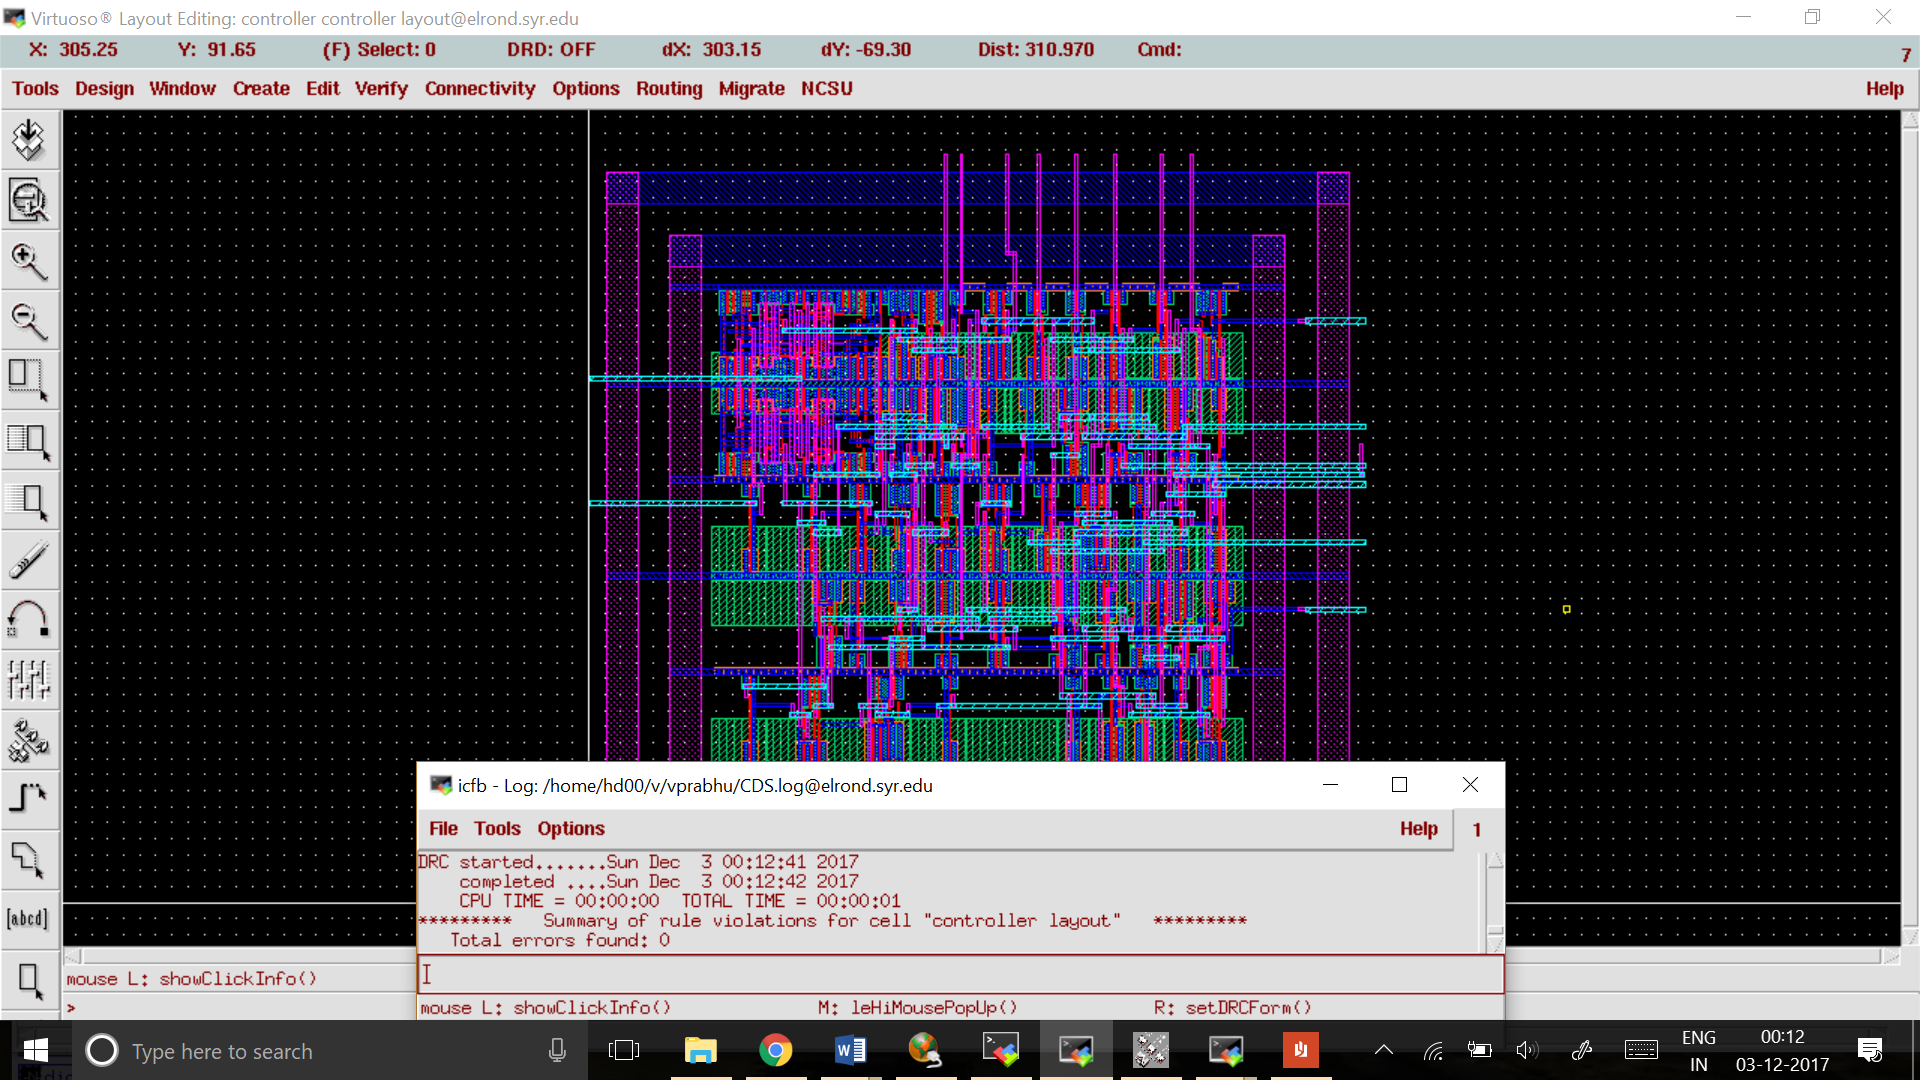 Virtuoso® Layout Editing: controller controller layout@elrond.syr.edu
X: 305.25 Y: 91.65 (F) Select: 0 DRD: OFF dX: 303.15 dY: -69.30 Dist: 310.970 Cmd:
7
Tools Design Window Create Edit Verify Connectivity Options Routing Migrate NCSU Help
[abcd]
icfb - Log: /home/hd00/v/vprabhu/CDS.log@elrond.syr.edu
File Tools Options Help 1
DRC started.......Sun Dec 3 00:12:41 2017
completed ....Sun Dec 3 00:12:42 2017
CPU TIME = 00:00:00 TOTAL TIME = 00:00:01
********* Summary of rule violations for cell "controller layout" *********
Total errors found: 0
mouse L: showClickInfo()
>
mouse L: showClickInfo() M: leHiMousePopUp() R: setDRCForm()
Type here to search
ENG
IN
00:12
03-12-2017